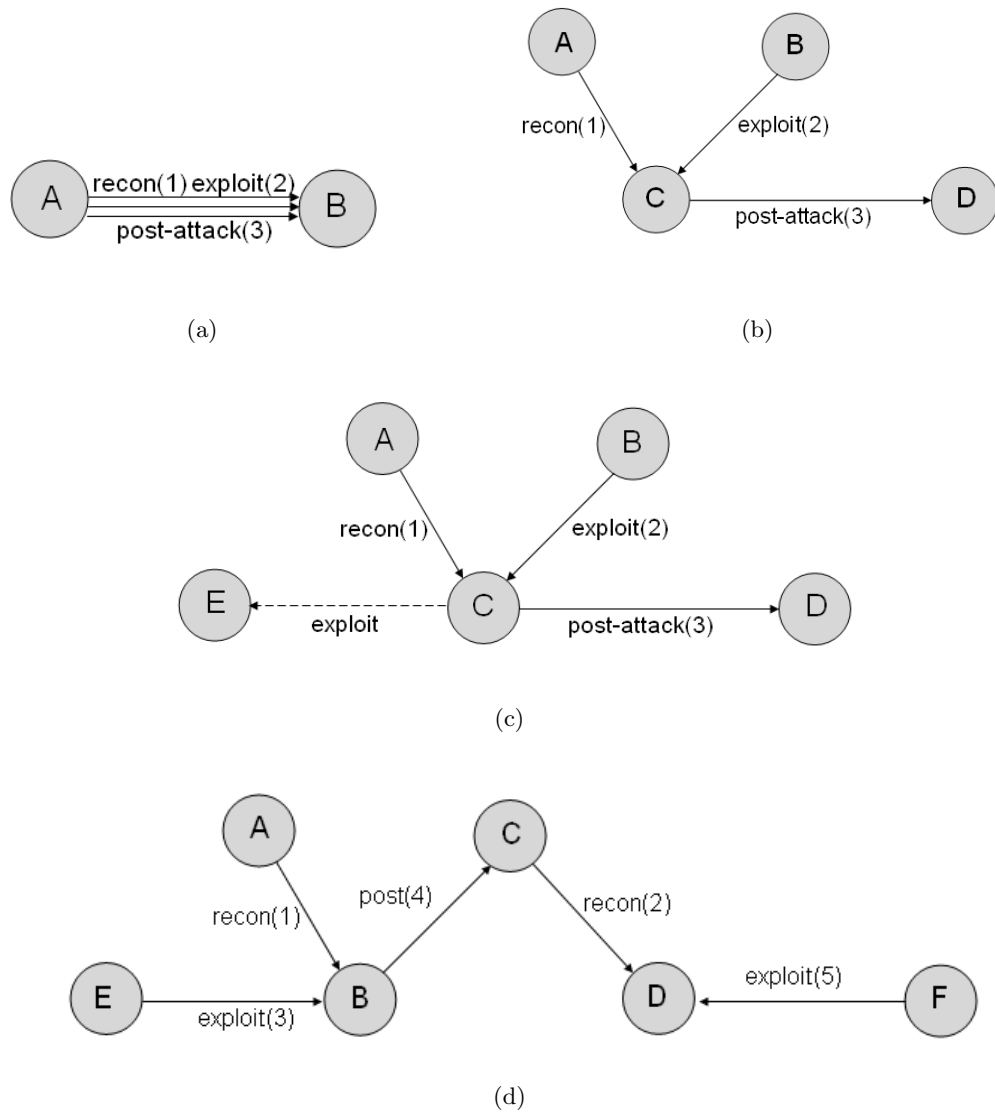 A
B
recon(1)
exploit(2)
C
post-attack(3)
D
A
recon(1) exploit(2)
post-attack(3)
B
(a)
(b)
A
B
recon(1)
exploit(2)
E
exploit
C
post-attack(3)
D
(c)
A
C
recon(1)
post(4)
recon(2)
E
exploit(3)
B
D
exploit(5)
F
(d)